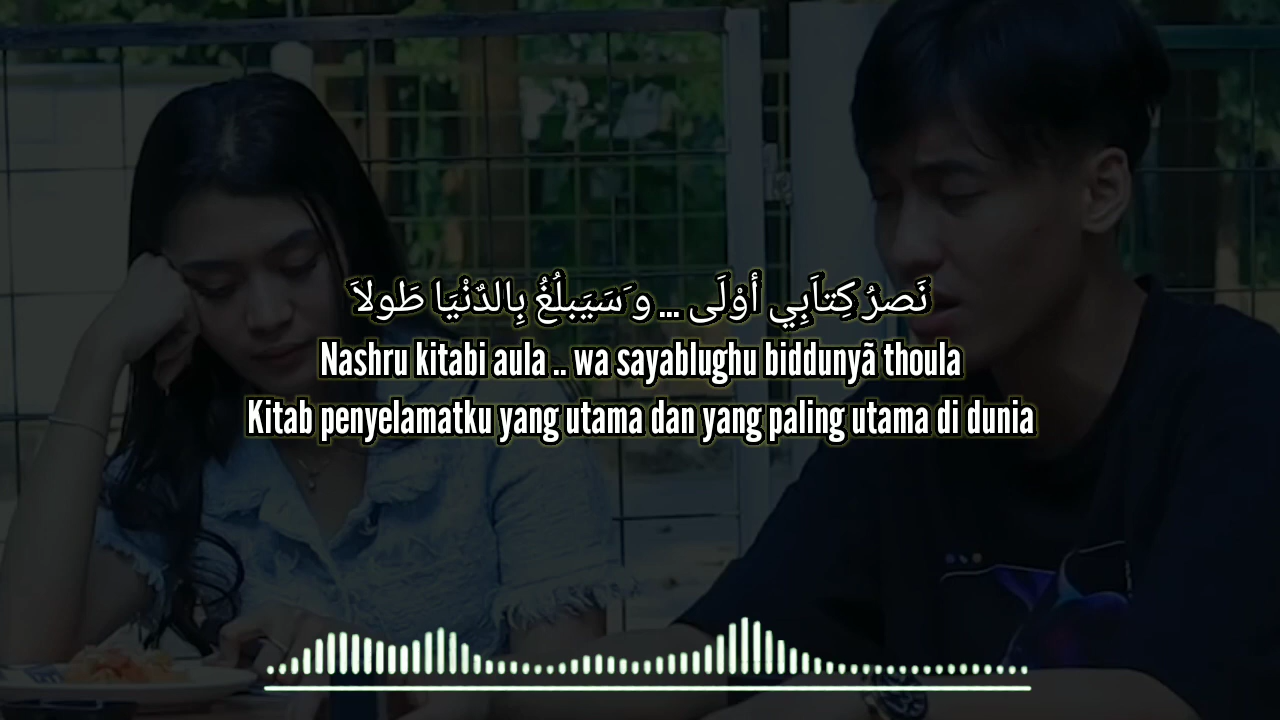 نَصرُ كِتاَبِي أوْلَى ... وَسَيَبلُغُ بِالدٌنْيَا طَولاَ
Nashru kitabi aula .. wa sayablughu biddunyã thoula
Kitab penyelamatku yang utama dan yang paling utama di dunia